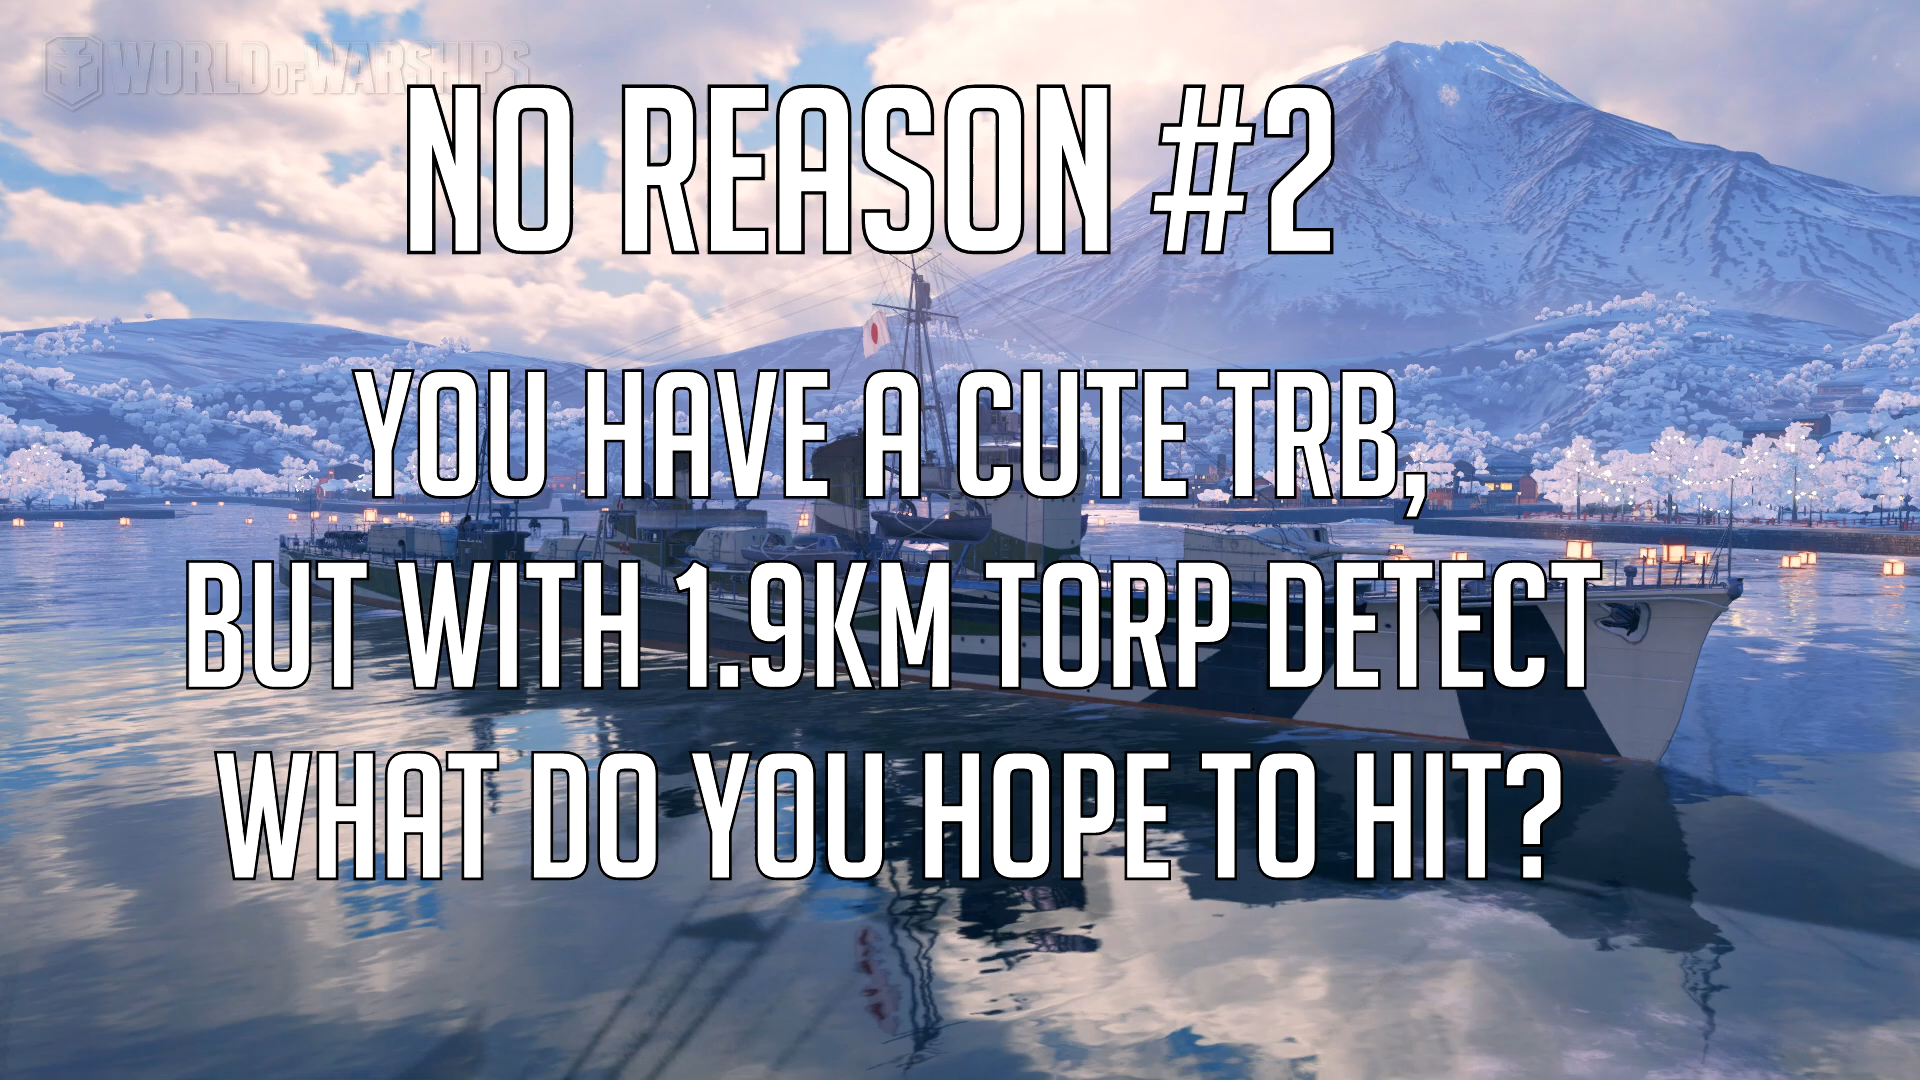 WORLD OF WARSHIPS
NO REASON #2
YOU HAVE A CUTE TRB,
BUT WITH 1.9KM TORP DETECT
WHAT DO YOU HOPE TO HIT?